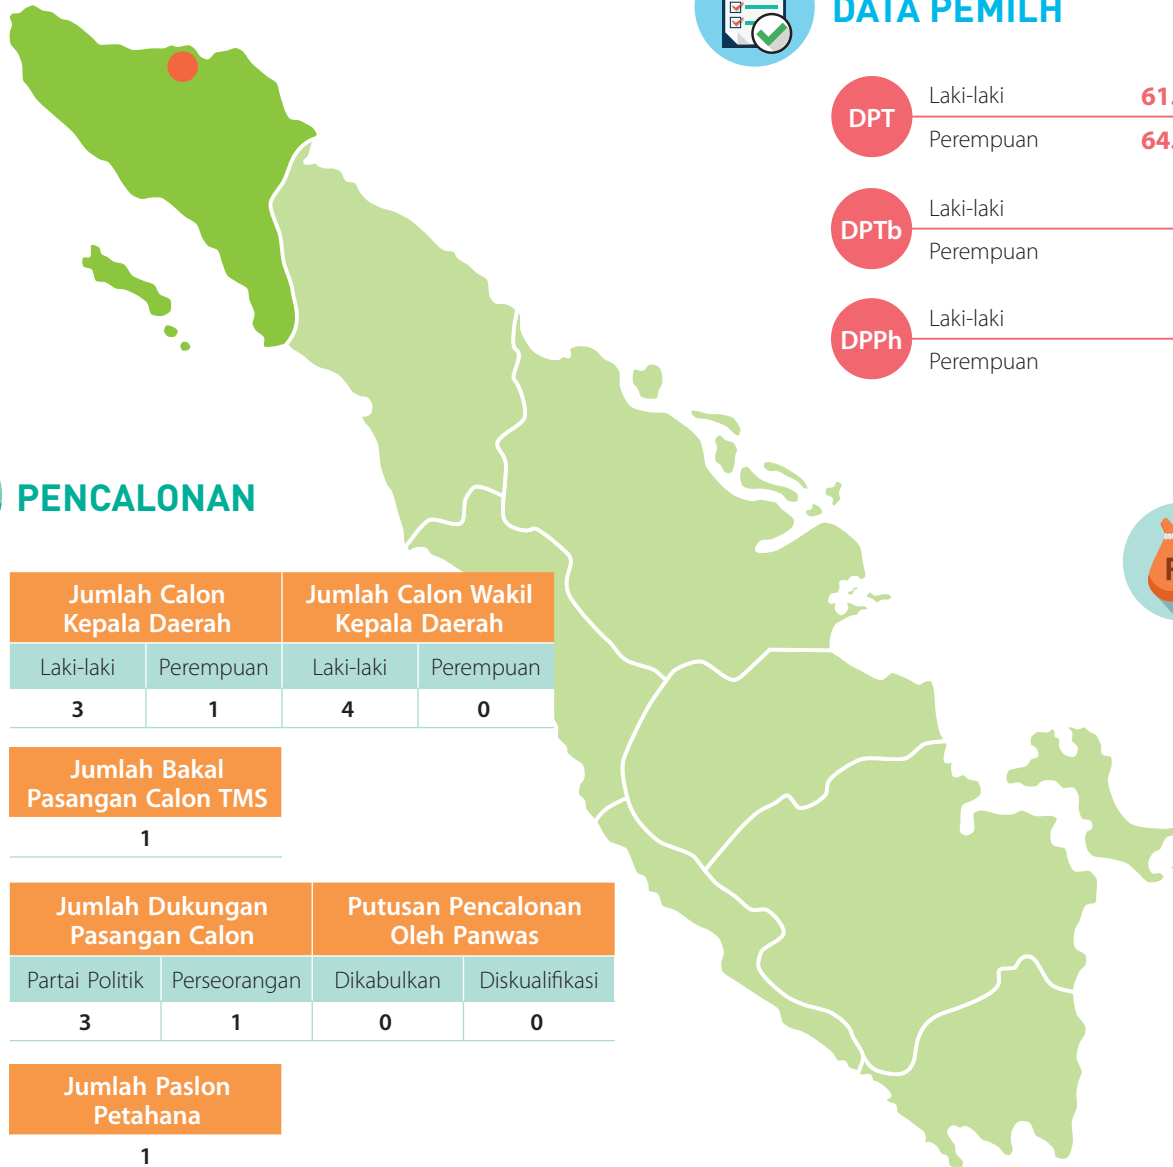 DATA PEMILH
DPT
Laki-laki 61.
Perempuan 64.
DPTb
Laki-laki
Perempuan
DPPh
Laki-laki
Perempuan
PENCALONAN
Jumlah Calon Kepala Daerah
Jumlah Calon Wakil Kepala Daerah
Laki-laki Perempuan Laki-laki Perempuan
3 1 4 0
Jumlah Bakal
Pasangan Calon TMS
1
Jumlah Dukungan Pasangan Calon
Putusan Pencalonan Oleh Panwas
Partai Politik Perseorangan Dikabulkan Diskualifikasi
3 1 0 0
Jumlah Paslon
Petahana
1